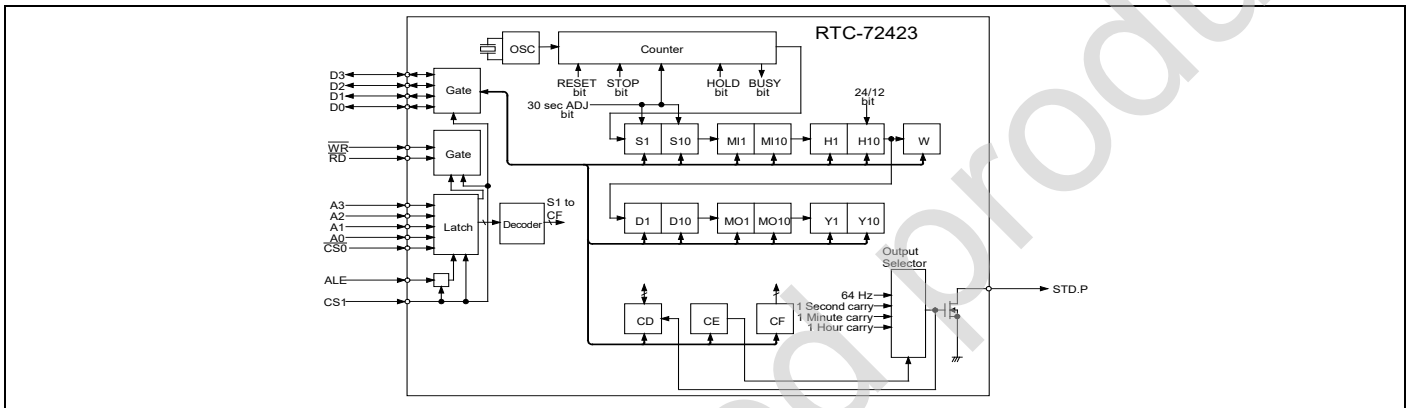 RTC-72423
OSC
Counter
RESET bit
STOP bit
HOLD bit
BUSY bit
30 sec ADJ bit
24/12 bit
D3
D2
D1
D0
Gate
WR
RD
Gate
A3
A2
A1
A0
CS0
Latch
Decoder
S1 to CF
ALE
CS1
S1
S10
MI1
MI10
H1
H10
W
D1
D10
MO1
MO10
Y1
Y10
CD
CE
CF
Output
Selector
64 Hz
1 Second carry
1 Minute carry
1 Hour carry
STD.P